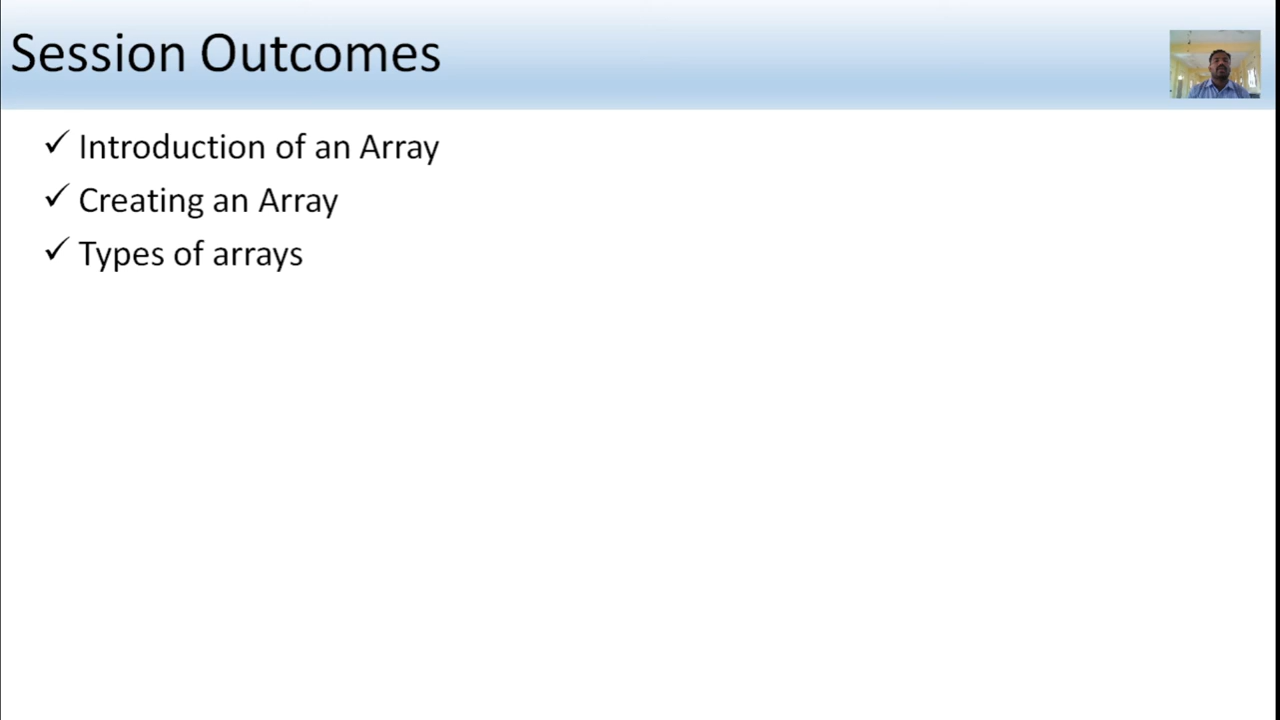 Session Outcomes
✓ Introduction of an Array
✓ Creating an Array
✓ Types of arrays